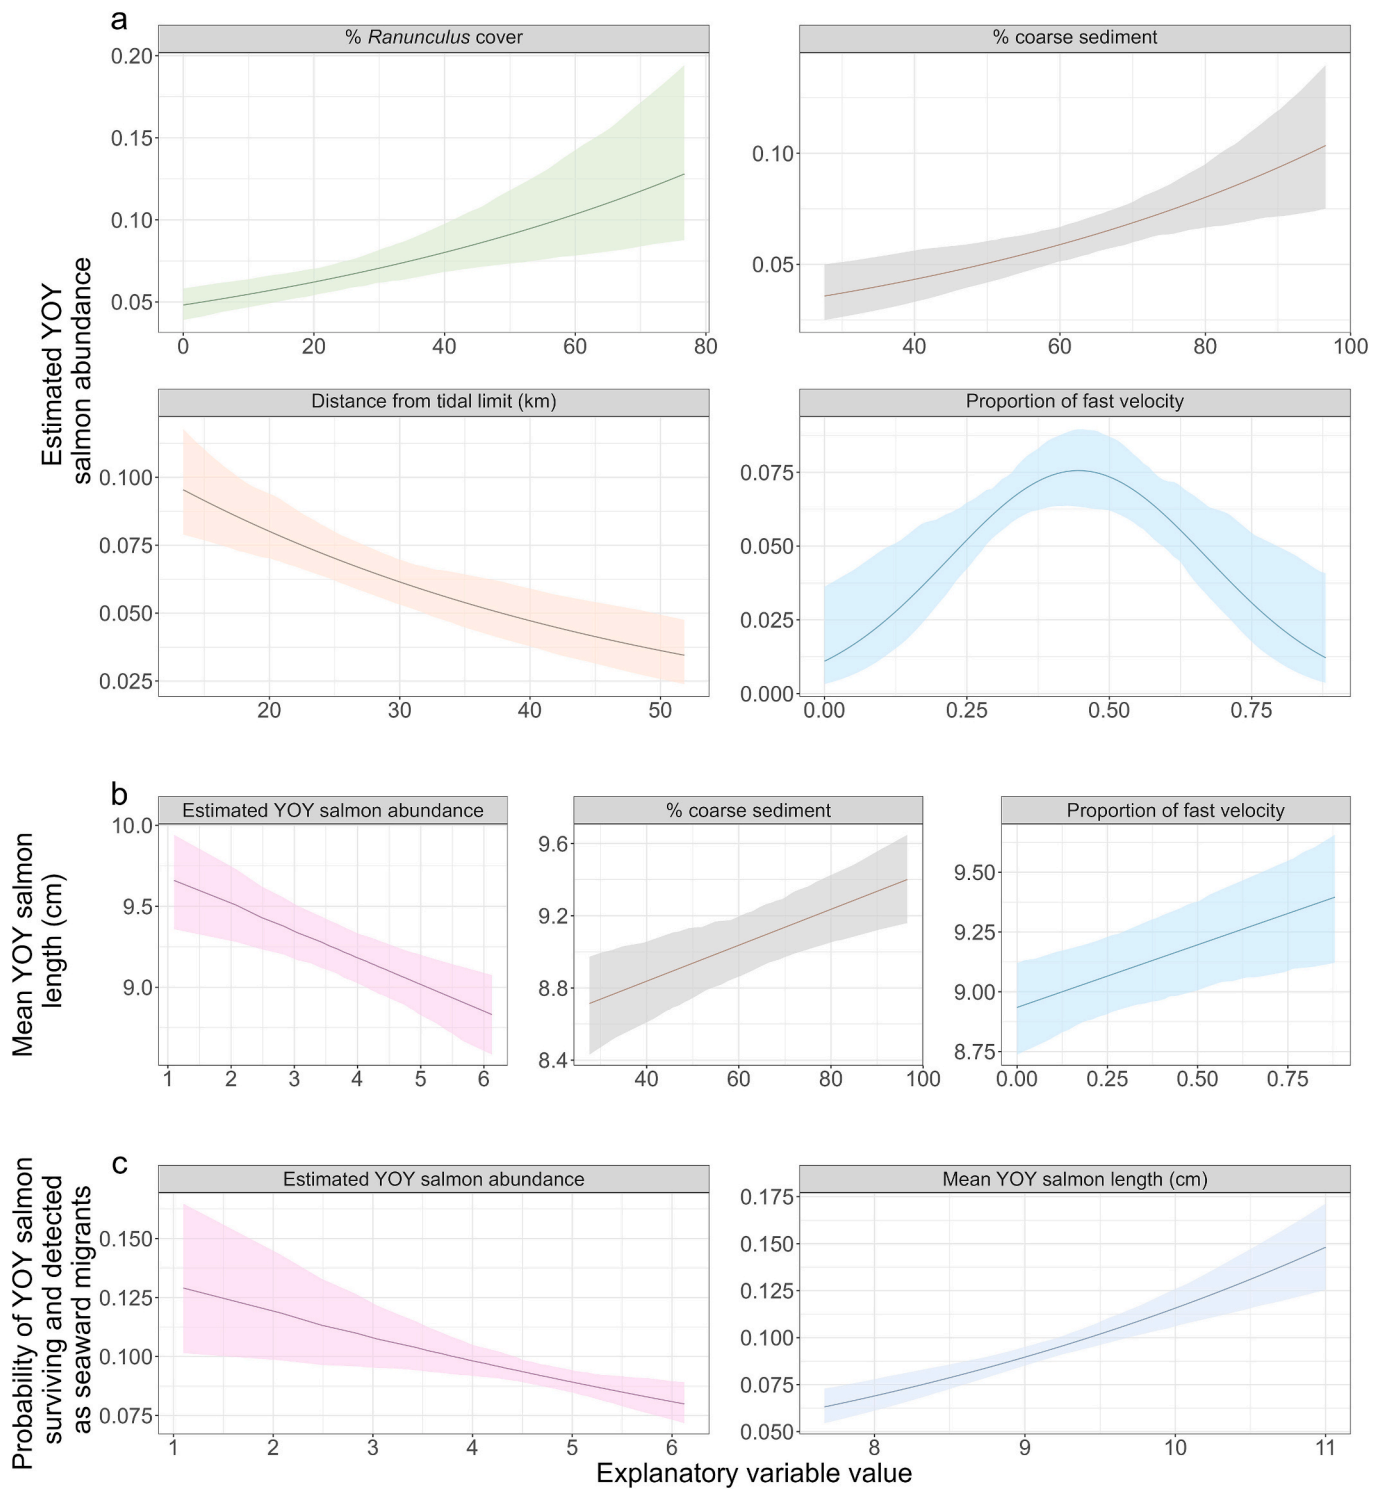 a
% Ranunculus cover
0.20
0.15
0.10
0.05
0 20 40 60 80
% coarse sediment
0.10
0.05
40 60 80 100
Estimated YOY
salmon abundance
Distance from tidal limit (km)
0.100
0.075
0.050
0.025
20 30 40 50
Proportion of fast velocity
0.075
0.050
0.025
0.000
0.00 0.25 0.50 0.75
b
Mean YOY salmon
length (cm)
Estimated YOY salmon abundance
10.0
9.5
9.0
1 2 3 4 5 6
% coarse sediment
9.6
9.2
8.8
8.4
40 60 80 100
Proportion of fast velocity
9.50
9.25
9.00
8.75
0.00 0.25 0.50 0.75
c
Probability of YOY salmon
surviving and detected
as seaward migrants
Estimated YOY salmon abundance
0.150
0.125
0.100
0.075
1 2 3 4 5 6
Mean YOY salmon length (cm)
0.175
0.150
0.125
0.100
0.075
0.050
8 9 10 11
Explanatory variable value